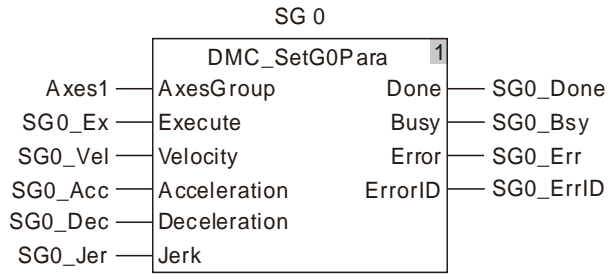 SG 0
DMC_SetG0Para 1
Axes1 AxesGroup Done SG0_Done
SG0_Ex Execute Busy SG0_Bsy
SG0_Vel Velocity Error SG0_Err
SG0_Acc Acceleration ErrorID SG0_ErrID
SG0_Dec Deceleration
SG0_Jer Jerk